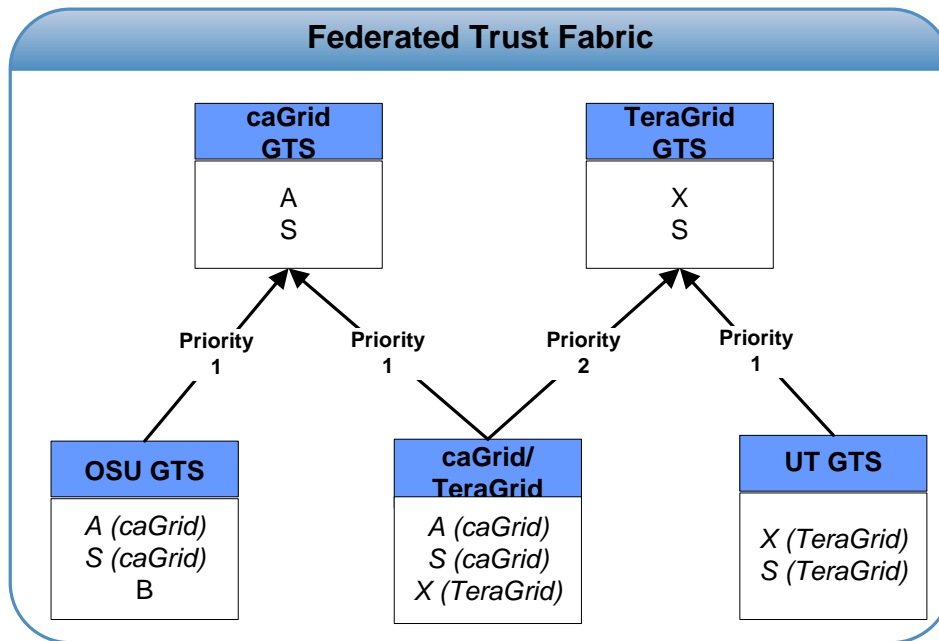 Federated Trust Fabric
caGrid
GTS
A
S
TeraGrid
GTS
X
S
Priority
1
Priority
1
Priority
2
Priority
1
OSU GTS
A (caGrid)
S (caGrid)
B
caGrid/
TeraGrid
A (caGrid)
S (caGrid)
X (TeraGrid)
UT GTS
X (TeraGrid)
S (TeraGrid)